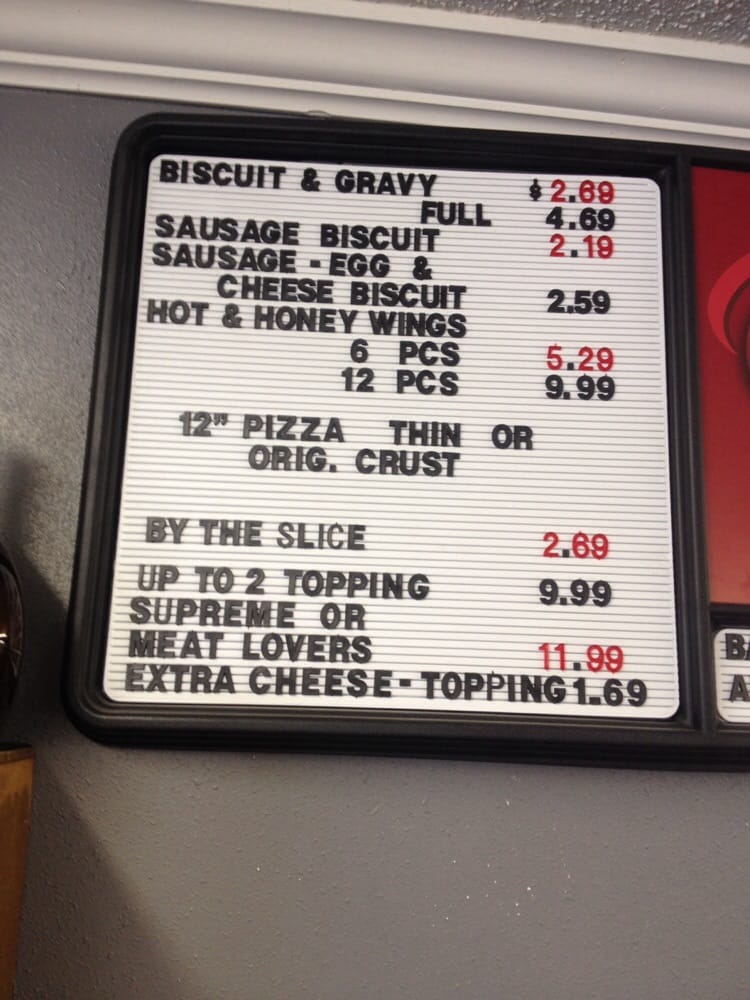 BISCUIT & GRAVY $2.69
FULL 4.69
SAUSAGE BISCUIT 2.19
SAUSAGE - EGG &
CHEESE BISCUIT 2.59
HOT & HONEY WINGS
6 PCS 5.29
12 PCS 9.99
12" PIZZA THIN OR
ORIG. CRUST
BY THE SLICE 2.69
UP TO 2 TOPPING 9.99
SUPREME OR
MEAT LOVERS 11.99
EXTRA CHEESE - TOPPING 1.69